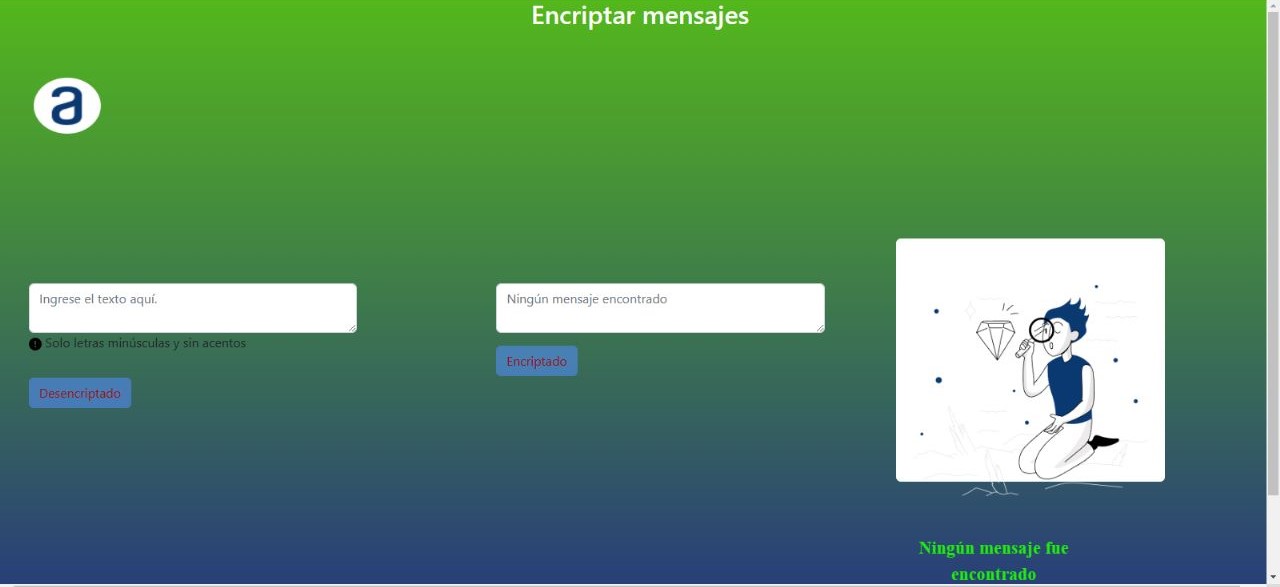 Encriptar mensajes
a
Ingrese el texto aquí.
Solo letras minúsculas y sin acentos
Desencriptado
Ningún mensaje encontrado
Encriptado
Ningún mensaje fue
encontrado